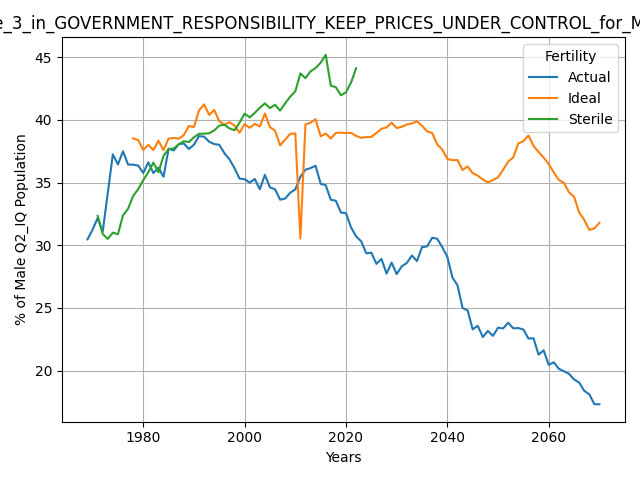 e_3_in_GOVERNMENT_RESPONSIBILITY_KEEP_PRICES_UNDER_CONTROL_for_M
45
40
35
30
25
20
% of Male Q2_IQ Population
Fertility
Actual
Ideal
Sterile
1980 2000 2020 2040 2060
Years